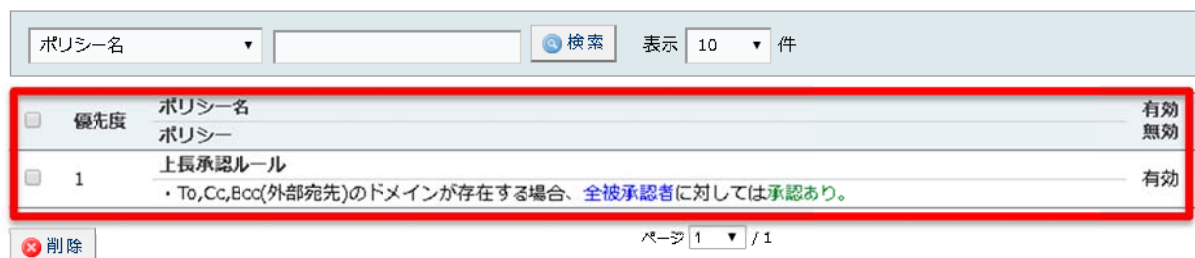 ポリシー名 検索 表示 10 件
優先度 ポリシー名 有効
ポリシー 無効
1 上長承認ルール 有効
・To,Cc,Bcc(外部宛先)のドメインが存在する場合、全被承認者に対しては承認あり。
削除 ページ 1 / 1